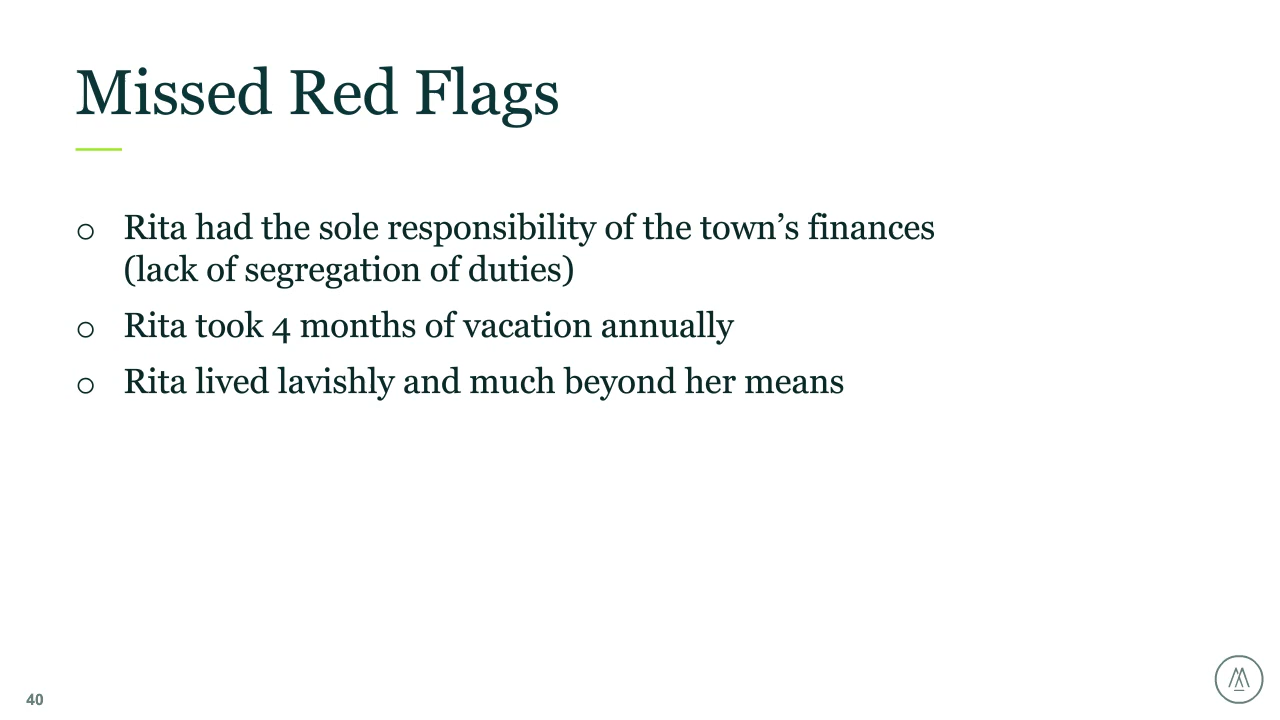 Missed Red Flags
o Rita had the sole responsibility of the town’s finances
(lack of segregation of duties)
o Rita took 4 months of vacation annually
o Rita lived lavishly and much beyond her means
40